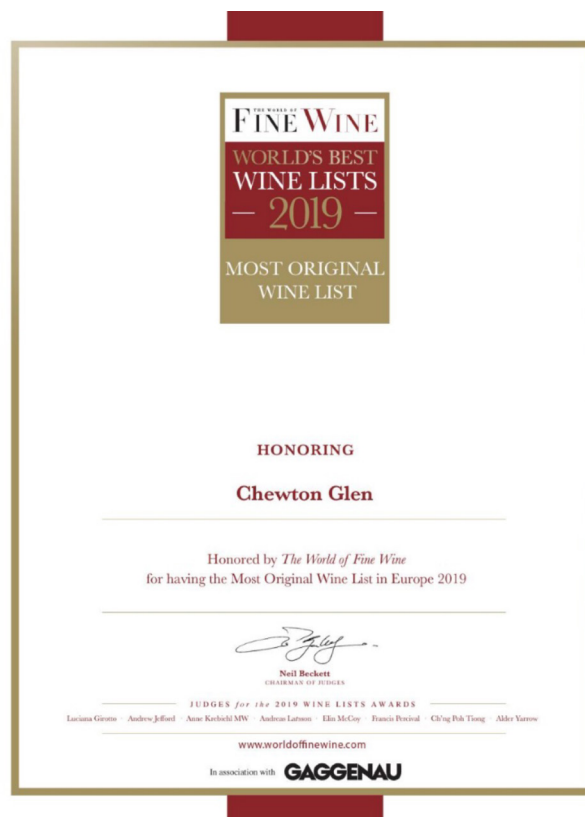 THE WORLD OF
FINE WINE
WORLD'S BEST
WINE LISTS
— 2019 —
MOST ORIGINAL
WINE LIST
HONORING
Chewton Glen
Honored by The World of Fine Wine
for having the Most Original Wine List in Europe 2019
Neil Beckett
CHAIRMAN OF JUDGES
JUDGES for the 2019 WINE LISTS AWARDS
Luciana Girotto · Andrew Jefford · Anne Krebiehl MW · Andreas Larsson · Elin McCoy · Francis Percival · Ch'ng Poh Tiong · Alder Yarrow
www.worldoffinewine.com
In association with GAGGENAU